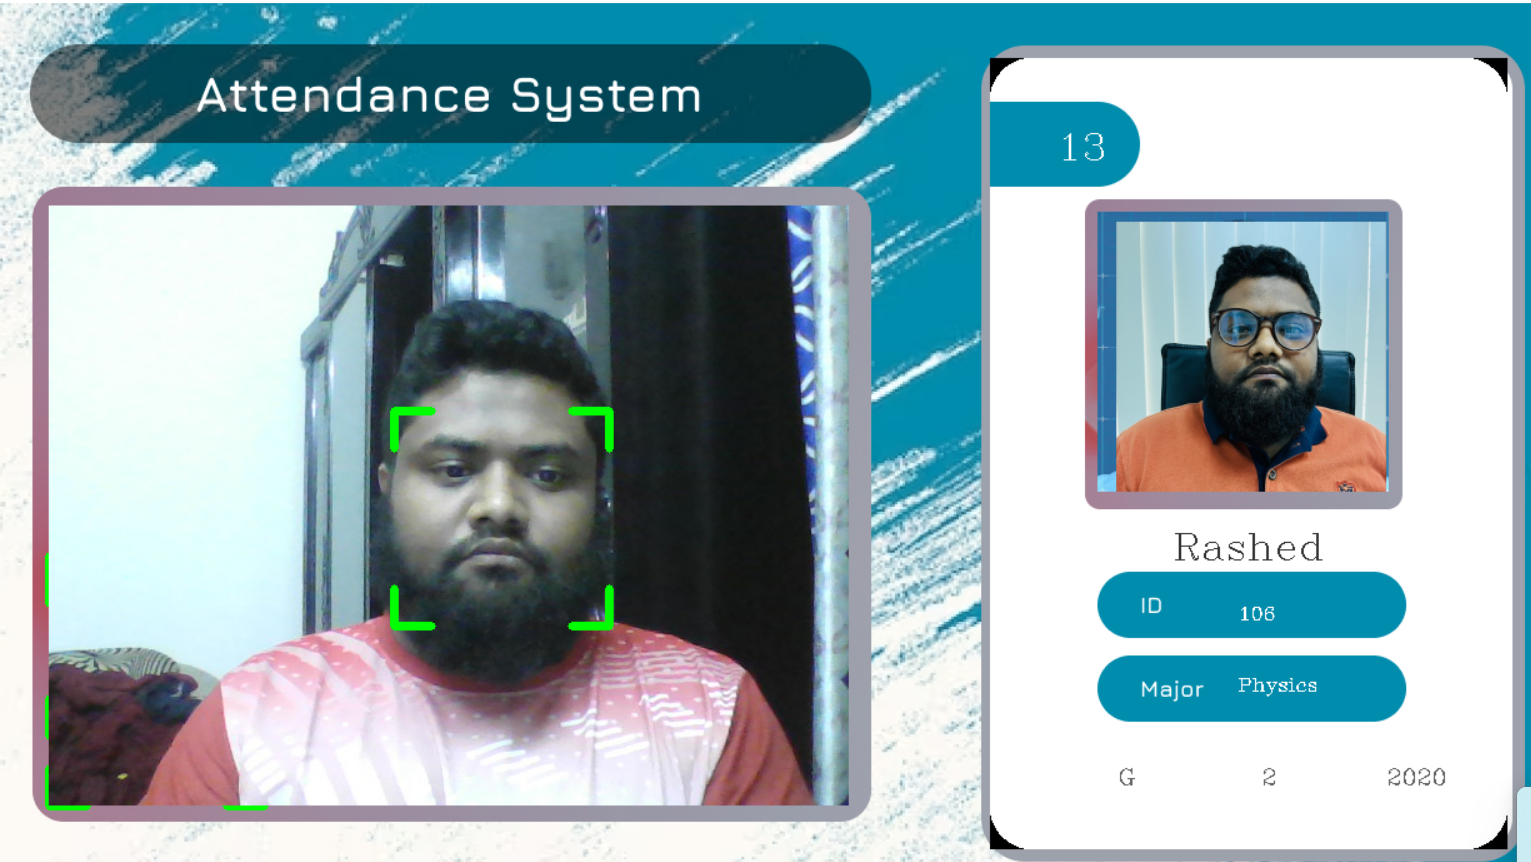 Attendance System
13
Rashed
ID 106
Major Physics
G 2 2020